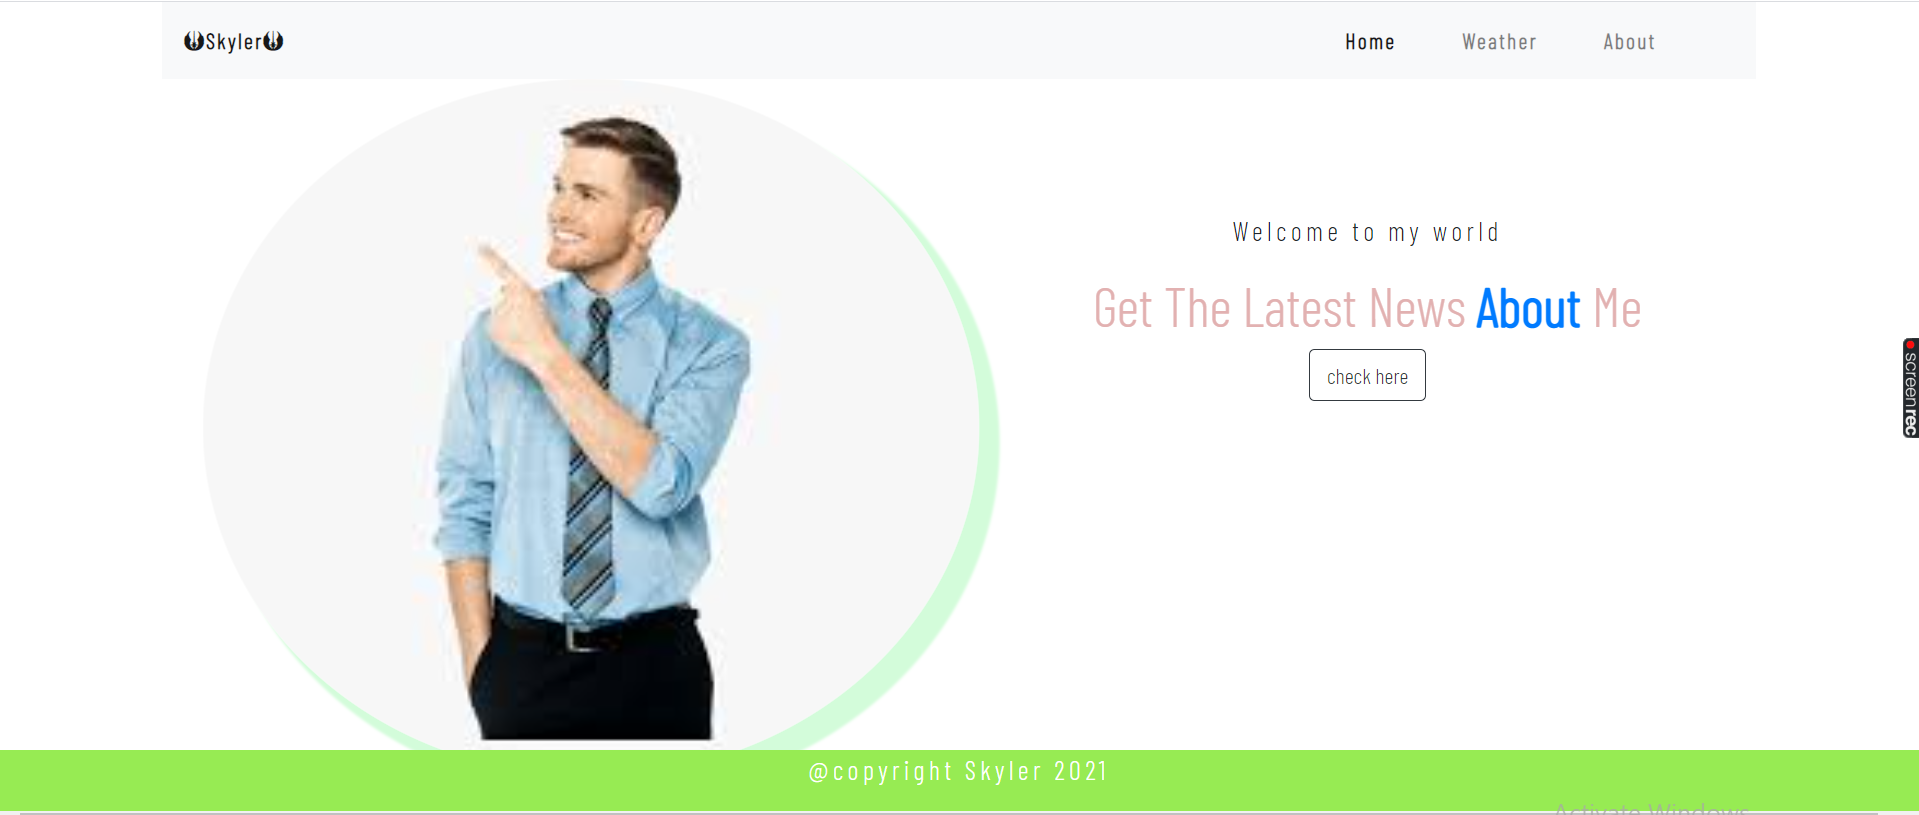 Skyler
Home Weather About
Welcome to my world
Get The Latest News About Me
check here
screenrec
@copyright Skyler 2021
Activate Windows